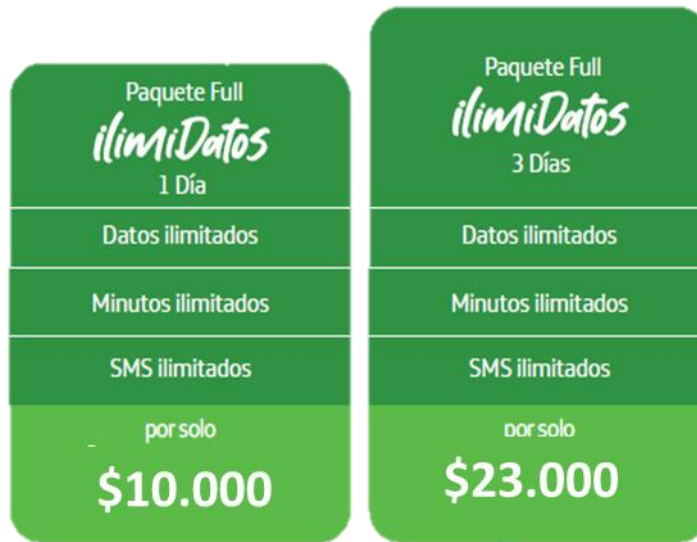 Paquete Full
ilimiDatos
1 Día
Datos ilimitados
Minutos ilimitados
SMS ilimitados
por solo
$10.000
Paquete Full
ilimiDatos
3 Días
Datos ilimitados
Minutos ilimitados
SMS ilimitados
por solo
$23.000